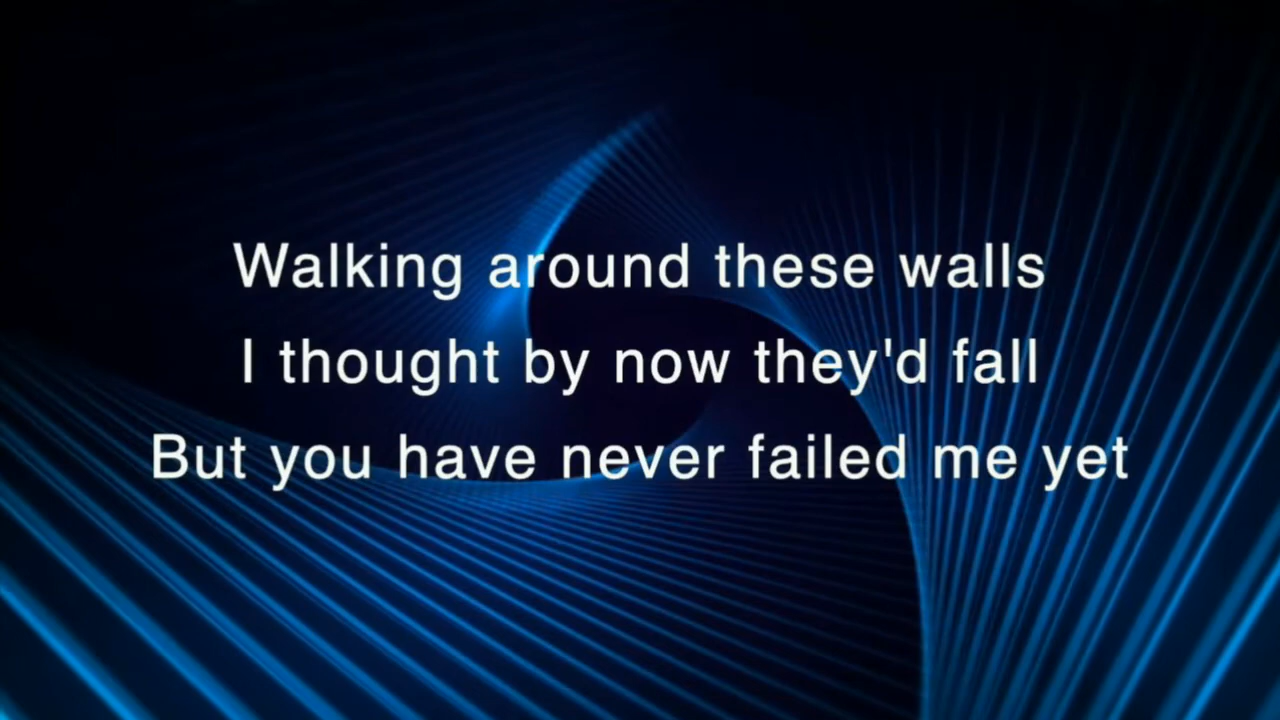 Walking around these walls
I thought by now they'd fall
But you have never failed me yet